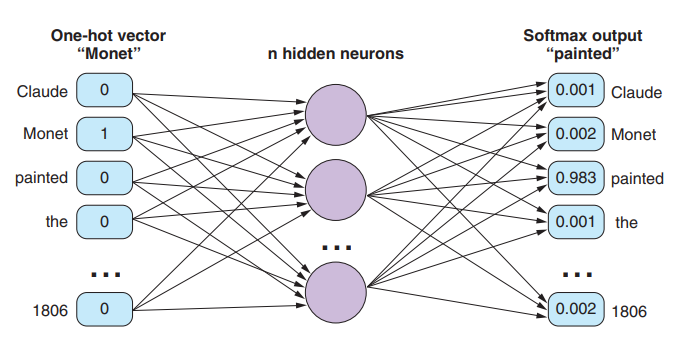 One-hot vector
“Monet”
n hidden neurons
Softmax output
“painted”
Claude 0
Monet 1
painted 0
the 0
...
1806 0
...
0.001 Claude
0.002 Monet
0.983 painted
0.001 the
...
0.002 1806